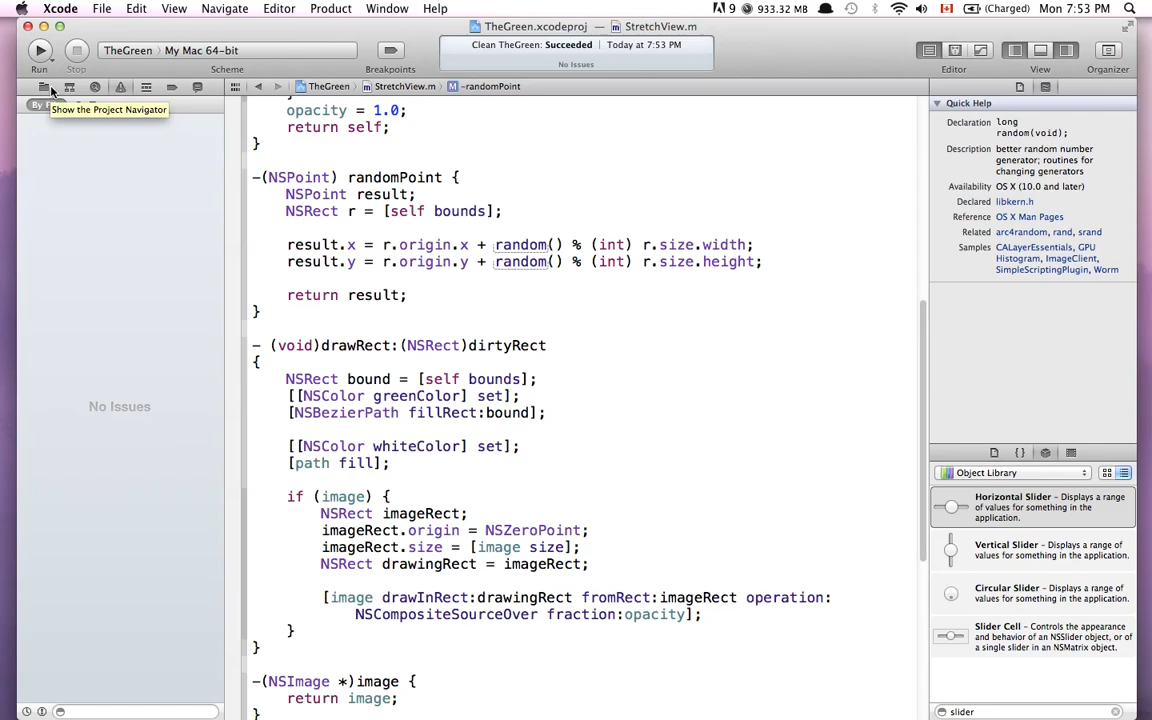 Xcode File Edit View Navigate Editor Product Window Help 9 933.32 MB (Charged) Mon 7:53 PM
TheGreen.xcodeproj — StretchView.m
TheGreen > My Mac 64-bit
Clean TheGreen: Succeeded | Today at 7:53 PM
No Issues
Run Stop Scheme Breakpoints Editor View Organizer
TheGreen StretchView.m M -randomPoint
By
Show the Project Navigator
No Issues
opacity = 1.0;
return self;
}
-(NSPoint) randomPoint {
NSPoint result;
NSRect r = [self bounds];
result.x = r.origin.x + random() % (int) r.size.width;
result.y = r.origin.y + random() % (int) r.size.height;
return result;
}
- (void)drawRect:(NSRect)dirtyRect
{
NSRect bound = [self bounds];
[[NSColor greenColor] set];
[NSBezierPath fillRect:bound];
[[NSColor whiteColor] set];
[path fill];
if (image) {
NSRect imageRect;
imageRect.origin = NSZeroPoint;
imageRect.size = [image size];
NSRect drawingRect = imageRect;
[image drawInRect:drawingRect fromRect:imageRect operation:
NSCompositeSourceOver fraction:opacity];
}
}
-(NSImage *)image {
return image;
}
Quick Help
Declaration long
random(void);
Description better random number
generator; routines for
changing generators
Availability OS X (10.0 and later)
Declared libkern.h
Reference OS X Man Pages
Related arc4random, rand, srand
Samples CALayerEssentials, GPU
Histogram, ImageClient,
SimpleScriptingPlugin, Worm
Object Library
Horizontal Slider - Displays a range
of values for something in the
application.
Vertical Slider - Displays a range of
values for something in the application.
Circular Slider - Displays a range of
values for something in the application.
Slider Cell - Controls the appearance
and behavior of an NSSlider object, or of
a single slider in an NSMatrix object.
slider